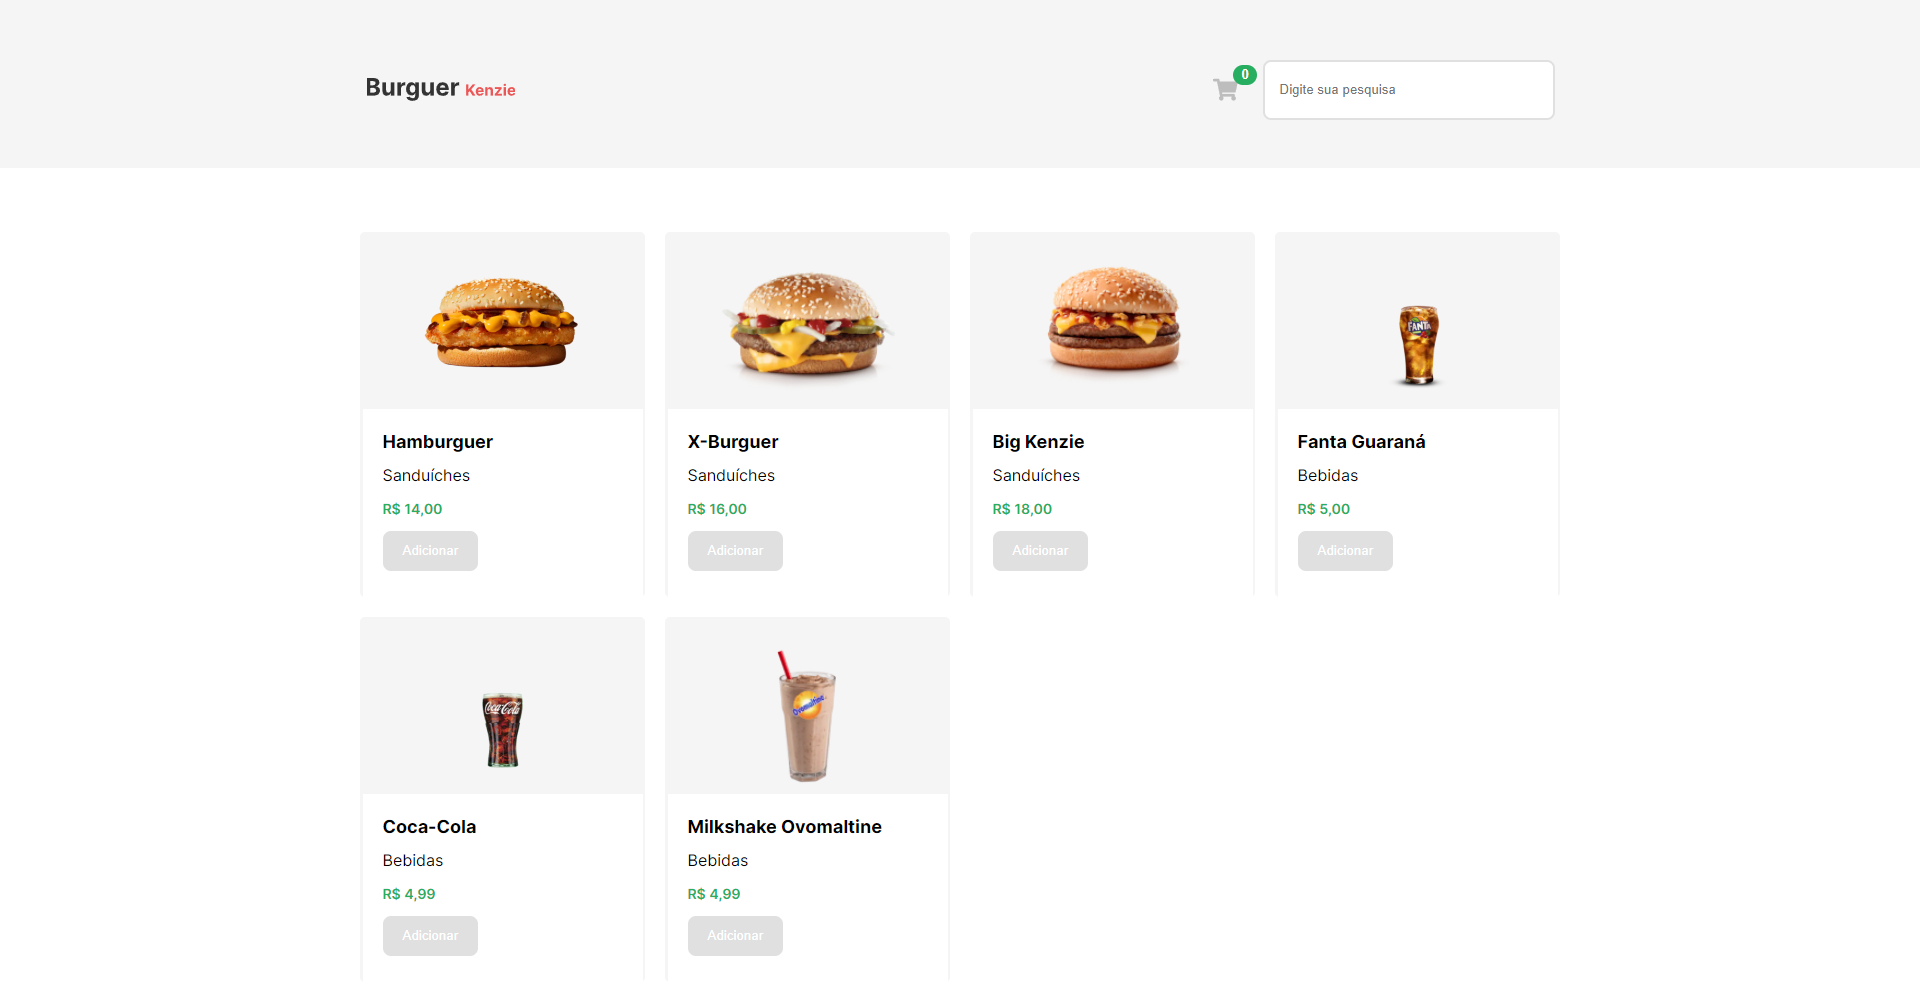 Burguer Kenzie
0
Digite sua pesquisa
FANTA
Hamburguer
Sanduíches
R$ 14,00
Adicionar
X-Burguer
Sanduíches
R$ 16,00
Adicionar
Big Kenzie
Sanduíches
R$ 18,00
Adicionar
Fanta Guaraná
Bebidas
R$ 5,00
Adicionar
Coca-Cola
Ovomaltine
Coca-Cola
Bebidas
R$ 4,99
Adicionar
Milkshake Ovomaltine
Bebidas
R$ 4,99
Adicionar